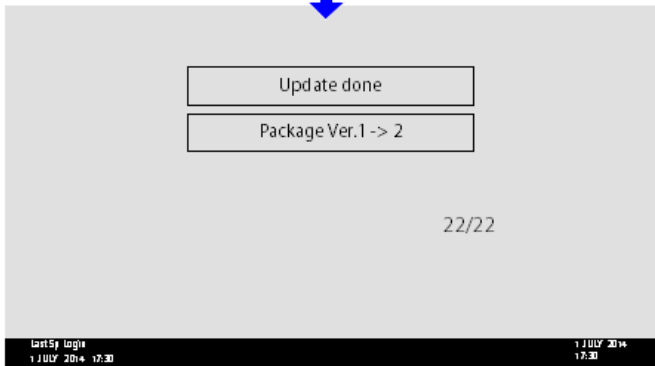 Update done
Package Ver.1 -> 2
22/22
Last Sp Login
1 JULY 2014 17:30
1 JULY 2014
17:30